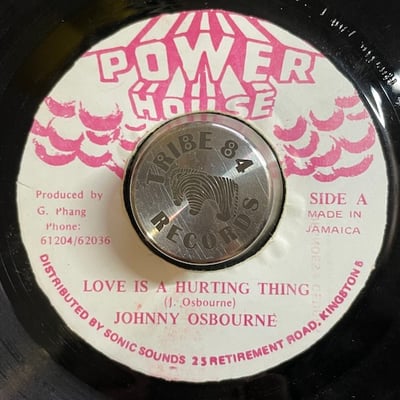 POWER
HOUSE
TRIBE 84
RECORDS
Produced by
G. Phang
Phone:
61204/62036
SIDE A
MADE IN
JAMAICA
LOVE IS A HURTING THING
(J. Osbourne)
JOHNNY OSBOURNE
DISTRIBUTED BY SONIC SOUNDS 25 RETIREMENT ROAD, KINGSTON 5